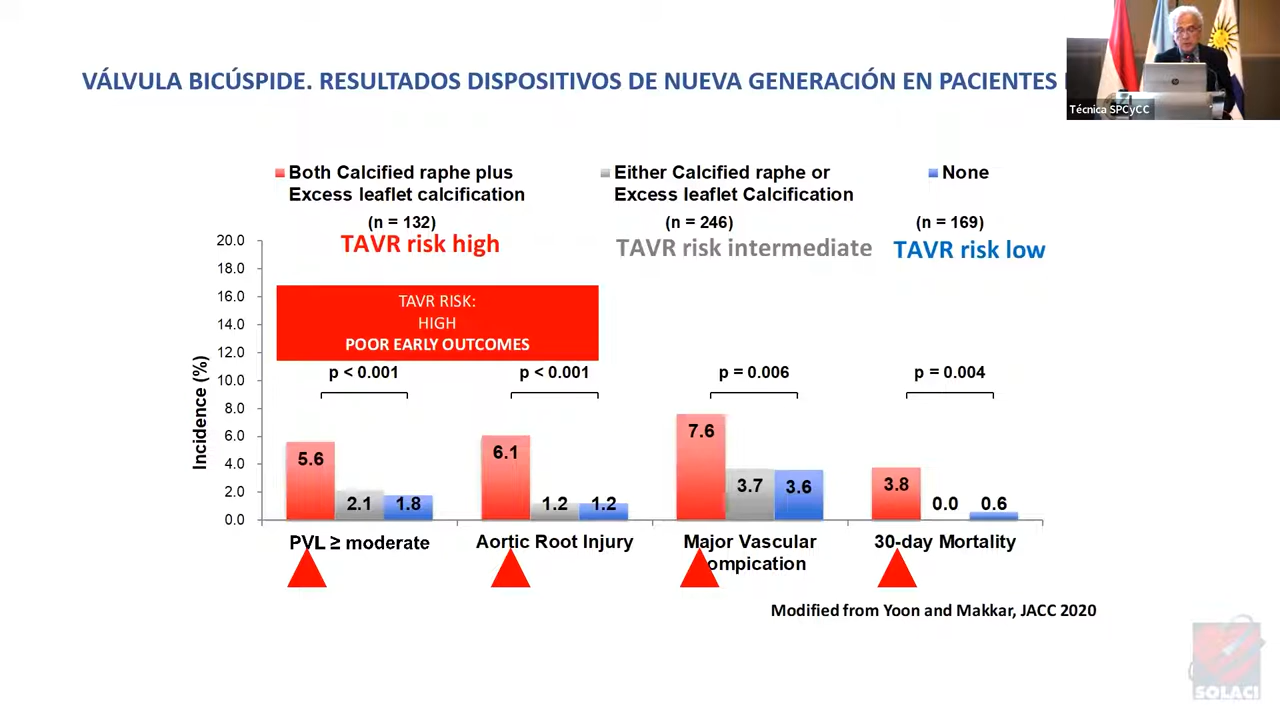 VÁLVULA BICÚSPIDE. RESULTADOS DISPOSITIVOS DE NUEVA GENERACIÓN EN PACIENTES
Técnica SPCyCC
Both Calcified raphe plus
Excess leaflet calcification
(n = 132)
TAVR risk high
Either Calcified raphe or
Excess leaflet Calcification
(n = 246)
TAVR risk intermediate
None
(n = 169)
TAVR risk low
Incidence (%)
20.0
18.0
16.0
14.0
12.0
10.0
8.0
6.0
4.0
2.0
0.0
TAVR RISK:
HIGH
POOR EARLY OUTCOMES
p < 0.001
p < 0.001
p = 0.006
p = 0.004
5.6
2.1
1.8
6.1
1.2
1.2
7.6
3.7
3.6
3.8
0.0
0.6
PVL ≥ moderate
Aortic Root Injury
Major Vascular
ompication
30-day Mortality
Modified from Yoon and Makkar, JACC 2020
SOLACI